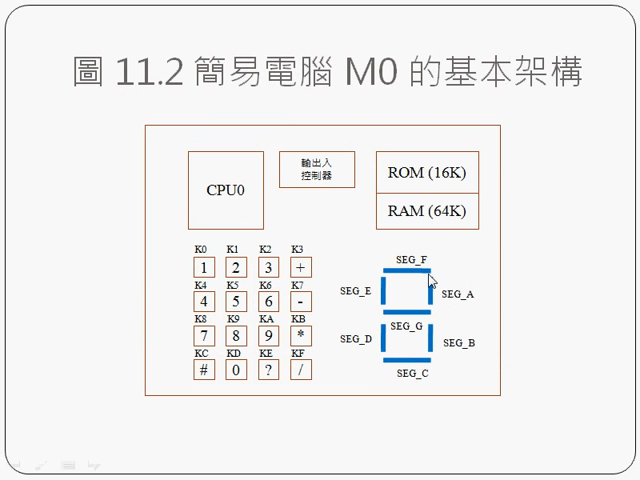 圖 11.2 簡易電腦 M0 的基本架構
CPU0
輸出入
控制器
ROM (16K)
RAM (64K)
K0 K1 K2 K3
1 2 3 +
K4 K5 K6 K7
4 5 6 -
K8 K9 KA KB
7 8 9 *
KC KD KE KF
# 0 ? /
SEG_F
SEG_E
SEG_A
SEG_G
SEG_D
SEG_B
SEG_C